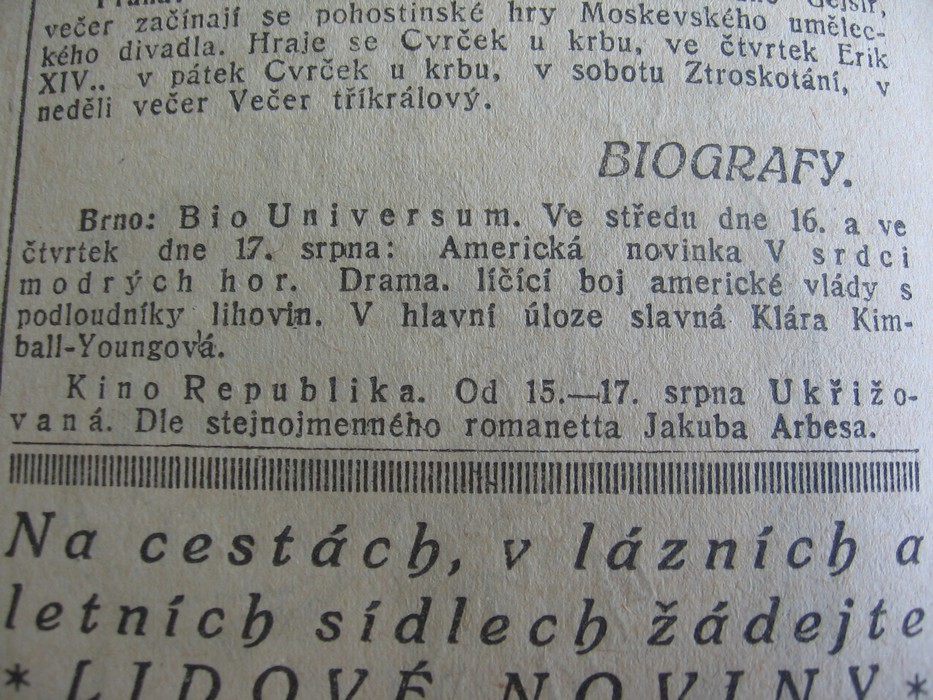 večer začínají se pohostinské hry Moskevského umělec-
kého divadla. Hraje se Cvrček u krbu, ve čtvrtek Erik
XIV.. v pátek Cvrček u krbu, v sobotu Ztroskotání, v
neděli večer Večer tříkrálový.
BIOGRAFY.
Brno: Bio Universum. Ve středu dne 16. a ve
čtvrtek dne 17. srpna: Americká novinka V srdci
modrých hor. Drama. líčící boj americké vlády s
podloudníky lihovin. V hlavní úloze slavná Klára Kim-
ball-Youngová.
Kino Republika. Od 15.—17. srpna Ukřižo-
vaná. Dle stejnojmenného romanetta Jakuba Arbesa.
Na cestách, v lázních a
letních sídlech žádejte
* LIDOVÉ NOVINY *